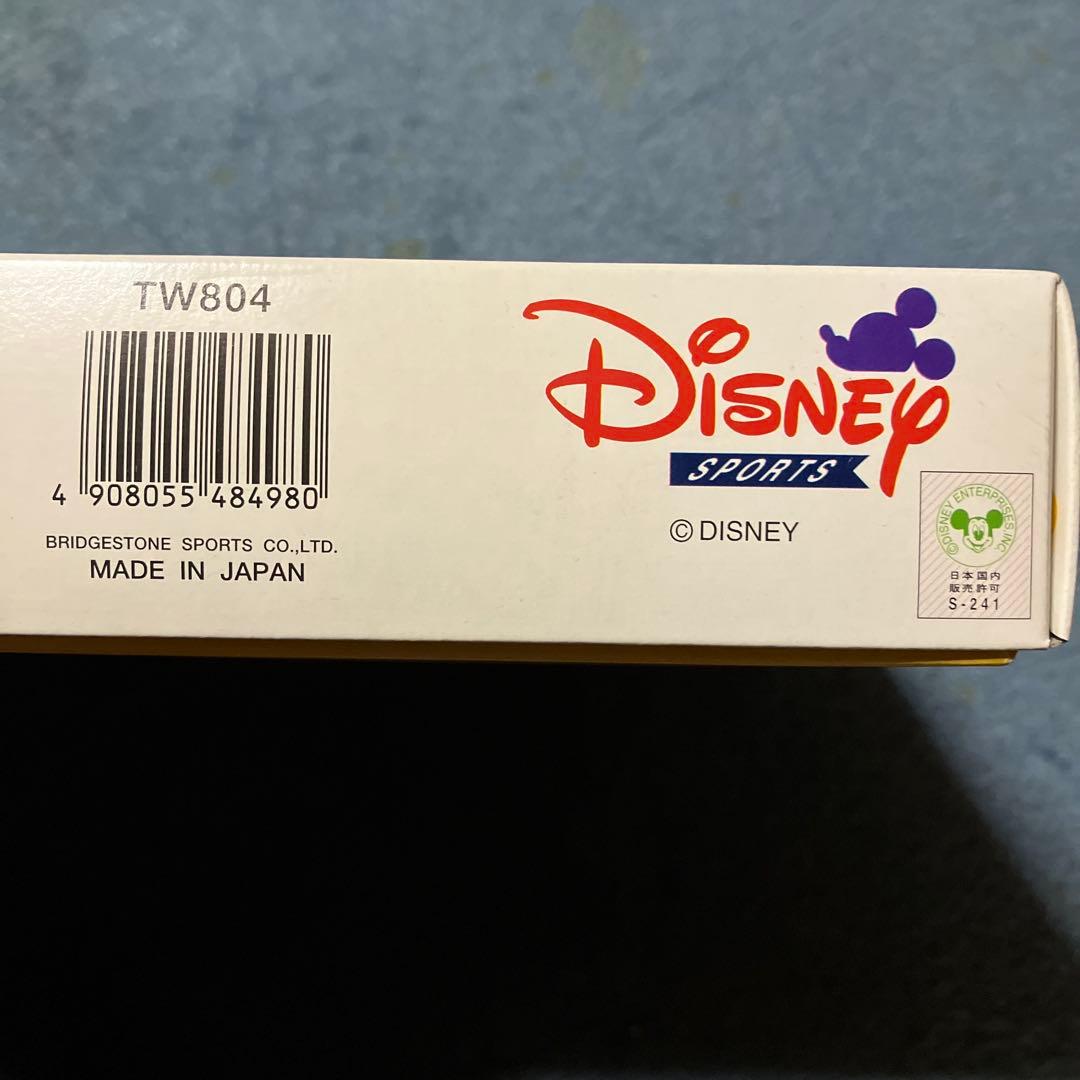 TW804
4 908055 484980
BRIDGESTONE SPORTS CO.,LTD.
MADE IN JAPAN
DISNEY
SPORTS
© DISNEY
© DISNEY ENTERPRISES, INC.
日本国内
販売許可
S-241